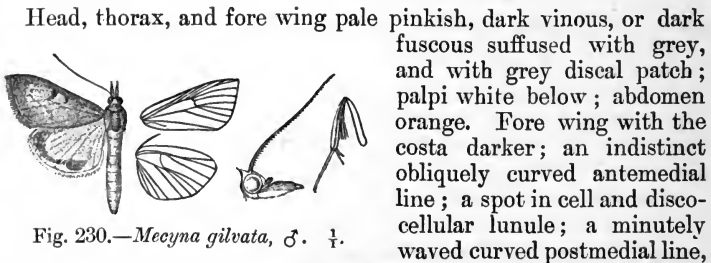 Head, thorax, and fore wing pale pinkish, dark vinous, or dark
fuscous suffused with grey,
and with grey discal patch;
palpi white below; abdomen
orange. Fore wing with the
costa darker; an indistinct
obliquely curved antemedial
line; a spot in cell and disco-
cellular lunule; a minutely
waved curved postmedial line,
Fig. 230.—Mecyna gilvata, ♂. 1/1.